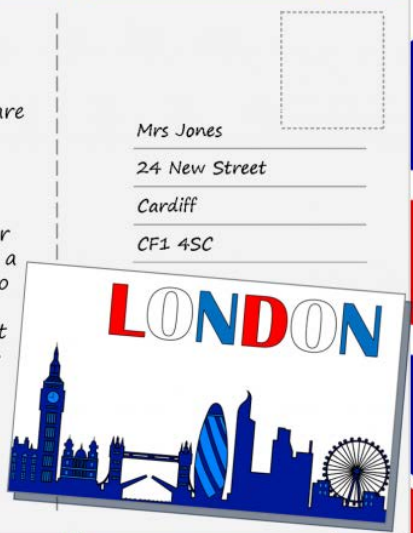 Mrs Jones
24 New Street
Cardiff
CF1 4SC
a
LONDON